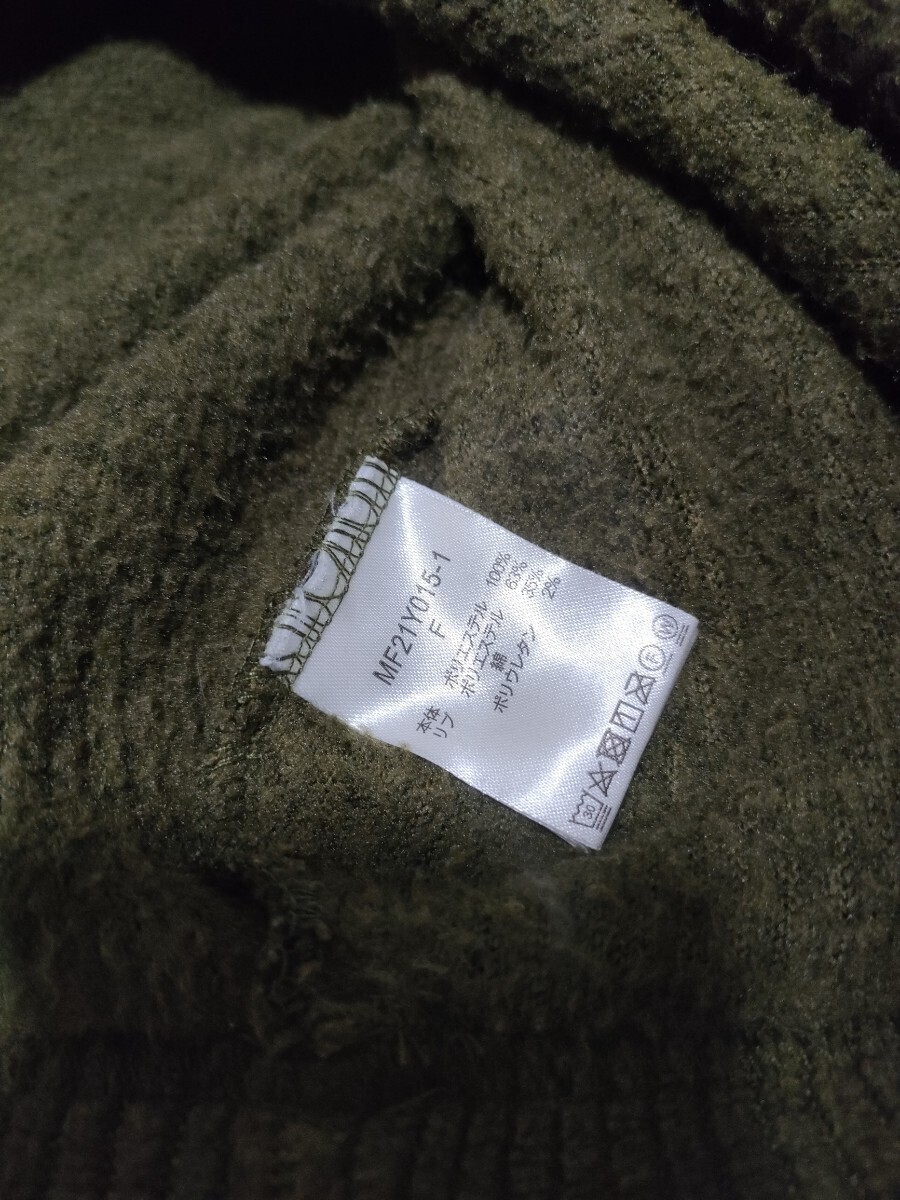 MF21Y015-1
F
本体 ポリエステル 100%
リブ ポリエステル 63%
綿 35%
ポリウレタン 2%
30 F W